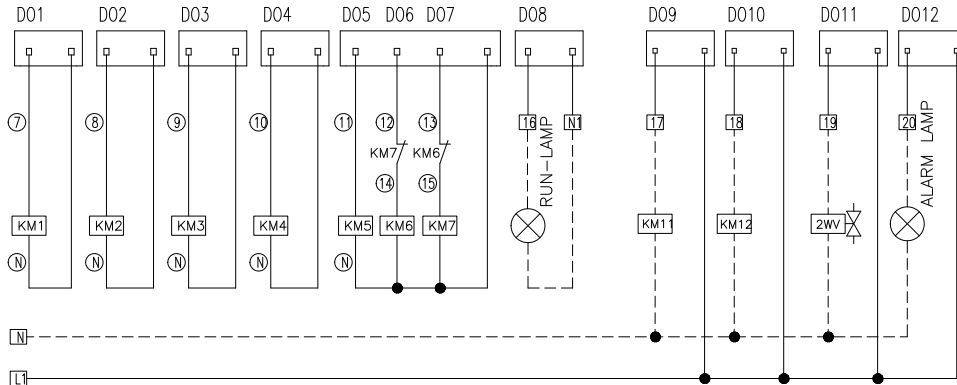 DO1 DO2 DO3 DO4 DO5 DO6 DO7 DO8 DO9 DO10 DO11 DO12
7 8 9 10 11 12 13 16 N1 17 18 19 20
KM7 KM6
14 15
RUN-LAMP
ALARM LAMP
KM1 KM2 KM3 KM4 KM5 KM6 KM7 KM11 KM12 2WV
N N N N N
N
L1